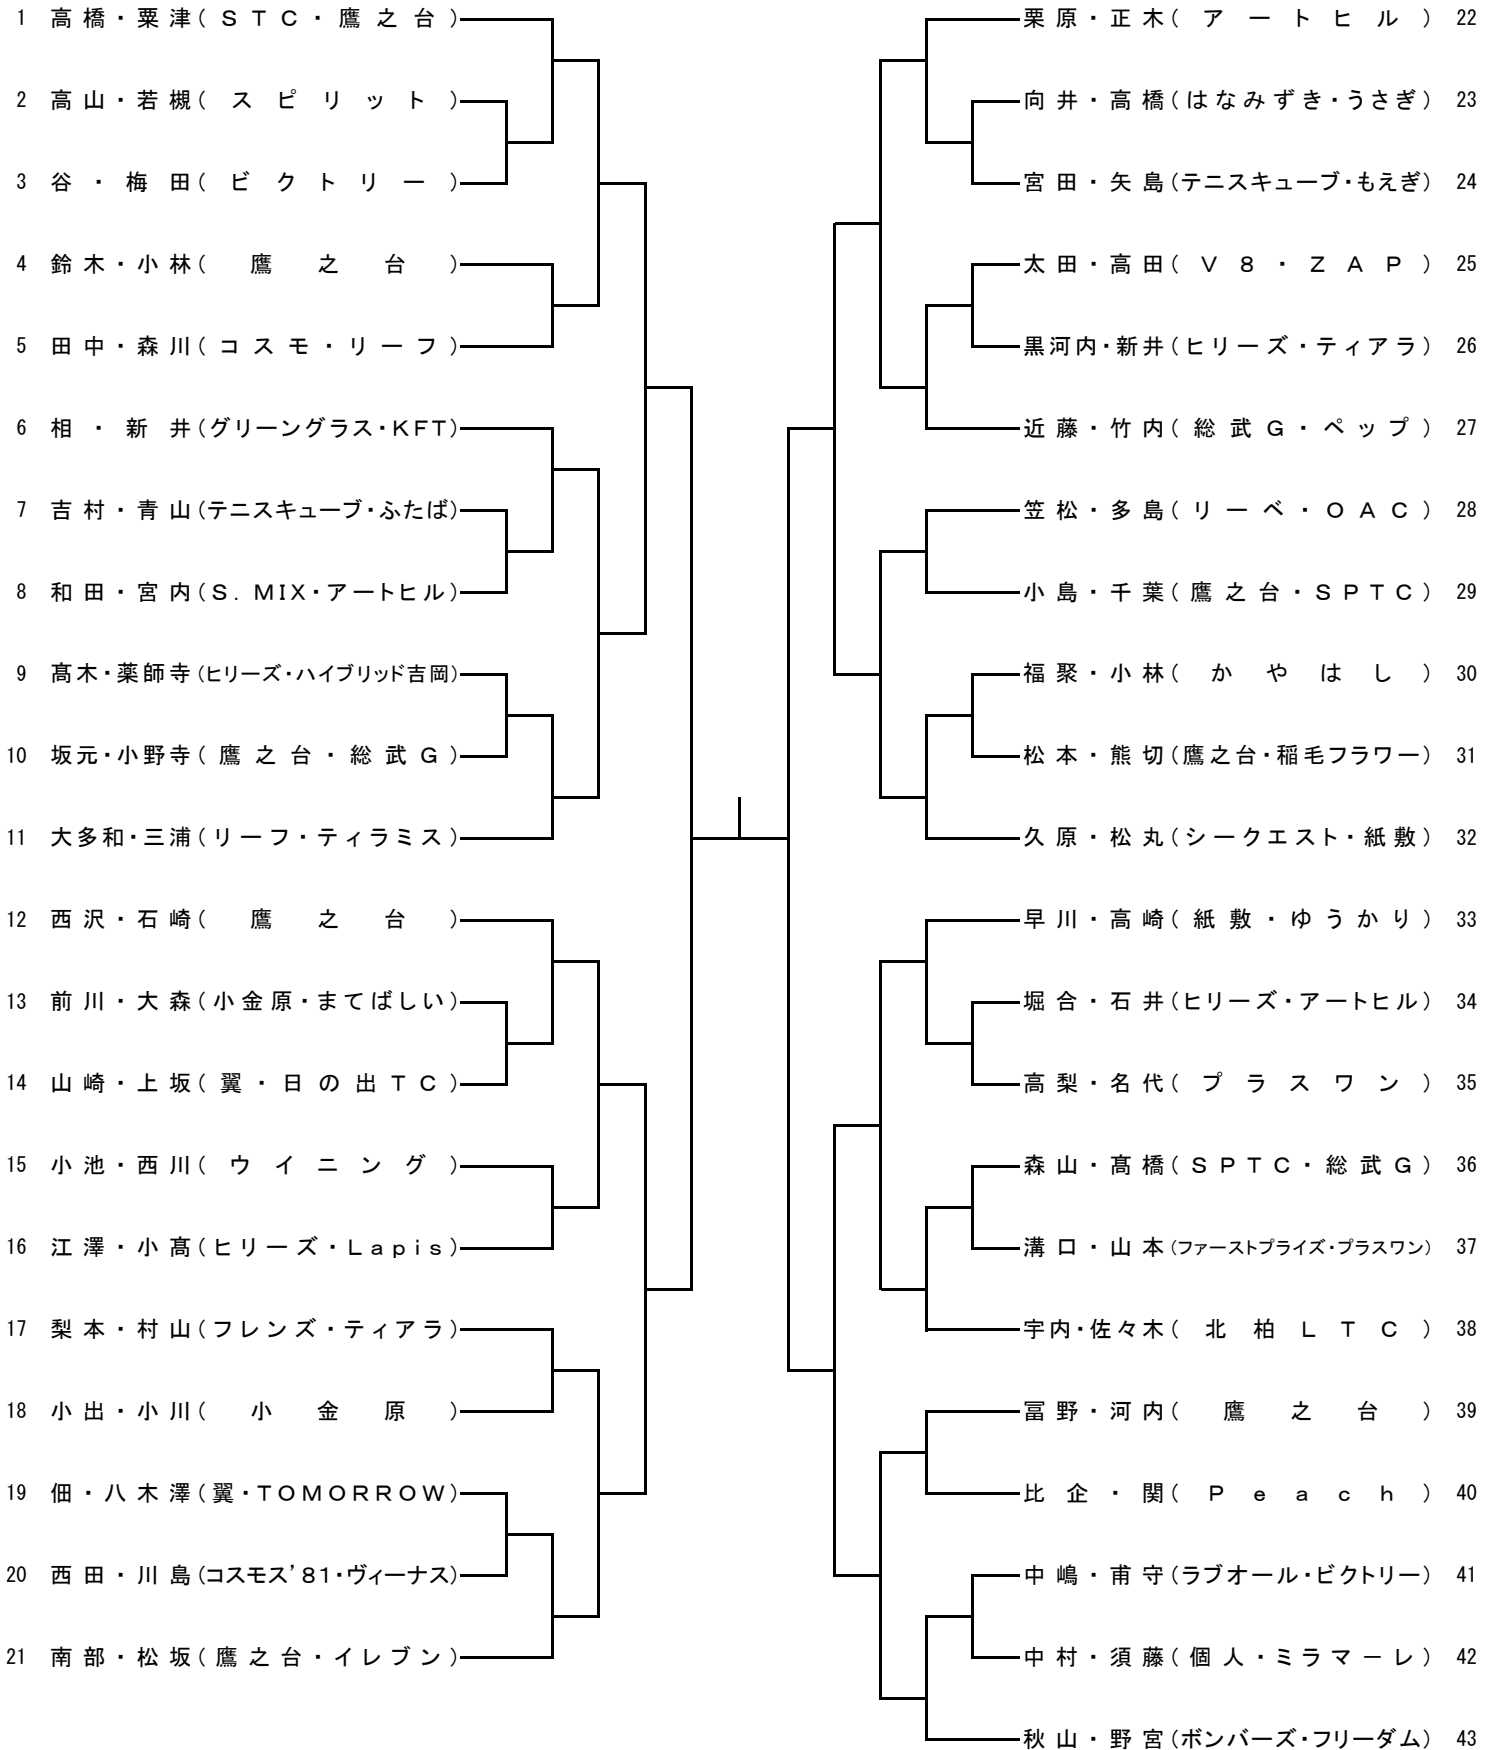 1 高橋・粟津(STC・鷹之台)
2 高山・若槻(スピリット)
3 谷・梅田(ビクトリー)
4 鈴木・小林(鷹之台)
5 田中・森川(コスモ・リーフ)
6 相・新井(グリーングラス・KFT)
7 吉村・青山(テニスキューブ・ふたば)
8 和田・宮内(S.MIX・アートヒル)
9 髙木・薬師寺(ヒリーズ・ハイブリッド吉岡)
10 坂元・小野寺(鷹之台・総武G)
11 大多和・三浦(リーフ・ティラミス)
12 西沢・石崎(鷹之台)
13 前川・大森(小金原・まてばしい)
14 山崎・上坂(翼・日の出TC)
15 小池・西川(ウイニング)
16 江澤・小髙(ヒリーズ・Lapis)
17 梨本・村山(フレンズ・ティアラ)
18 小出・小川(小金原)
19 佃・八木澤(翼・TOMORROW)
20 西田・川島(コスモス’81・ヴィーナス)
21 南部・松坂(鷹之台・イレブン)
栗原・正木(アートヒル) 22
向井・高橋(はなみずき・うさぎ) 23
宮田・矢島(テニスキューブ・もえぎ) 24
太田・高田(V8・ZAP) 25
黒河内・新井(ヒリーズ・ティアラ) 26
近藤・竹内(総武G・ペップ) 27
笠松・多島(リーベ・OAC) 28
小島・千葉(鷹之台・SPTC) 29
福聚・小林(かやはし) 30
松本・熊切(鷹之台・稲毛フラワー) 31
久原・松丸(シークエスト・紙敷) 32
早川・高崎(紙敷・ゆうかり) 33
堀合・石井(ヒリーズ・アートヒル) 34
高梨・名代(プラスワン) 35
森山・髙橋(SPTC・総武G) 36
溝口・山本(ファーストプライズ・プラスワン) 37
宇内・佐々木(北柏LTC) 38
冨野・河内(鷹之台) 39
比企・関(Peach) 40
中嶋・甫守(ラブオール・ビクトリー) 41
中村・須藤(個人・ミラマーレ) 42
秋山・野宮(ボンバーズ・フリーダム) 43